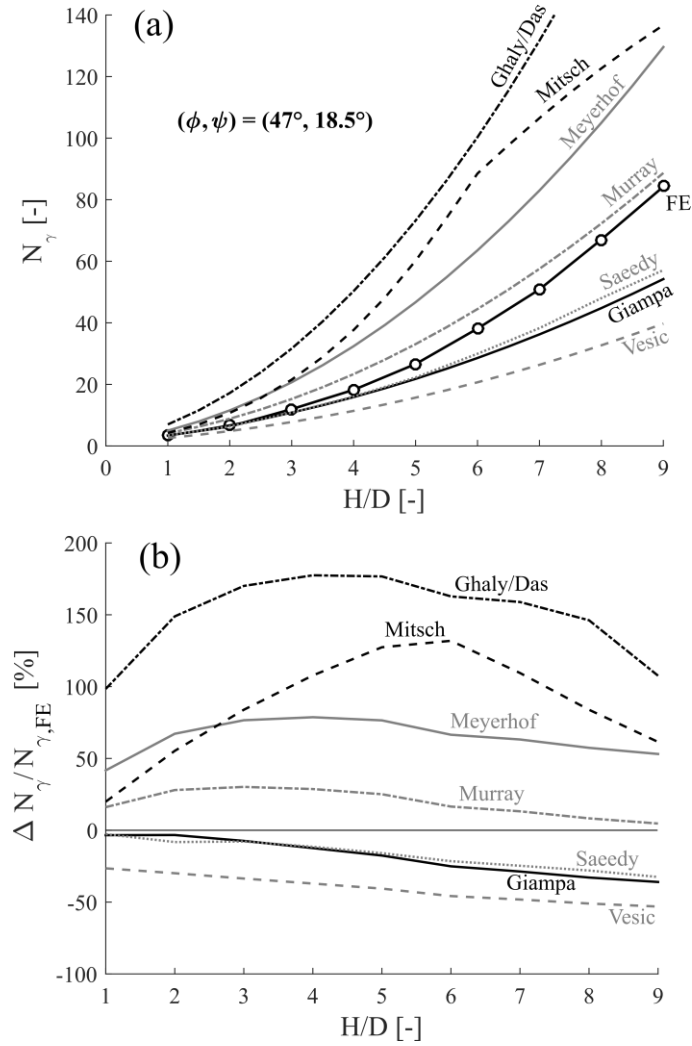 (a)
140
120
100
80
60
40
20
0
N_γ [-]
(ϕ, ψ) = (47°, 18.5°)
Ghaly/Das
Mitsch
Meyerhof
Murray
FE
Saeedy
Giampa
Vesic
0 1 2 3 4 5 6 7 8 9
H/D [-]
(b)
200
150
100
50
0
-50
-100
Δ N_γ/N_γ,FE [%]
Ghaly/Das
Mitsch
Meyerhof
Murray
Saeedy
Giampa
Vesic
1 2 3 4 5 6 7 8 9
H/D [-]